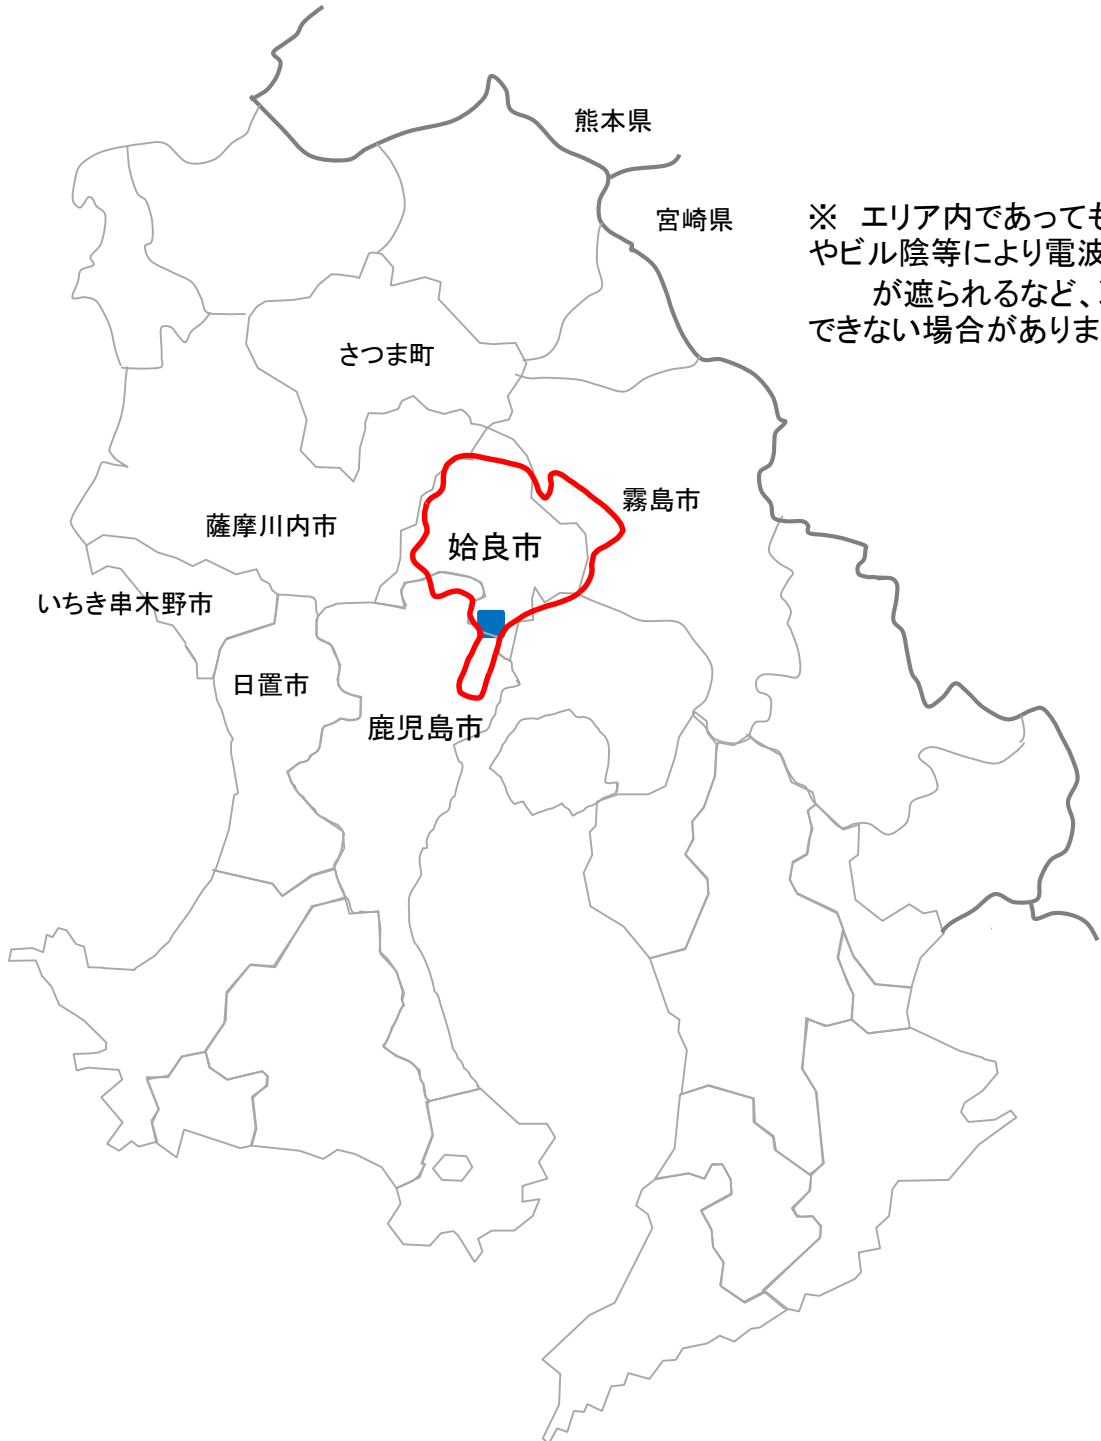 熊本県
宮崎県
※ エリア内であっても
やビル陰等により電波
が遮られるなど、
できない場合がありま
さつま町
霧島市
薩摩川内市
姶良市
いちき串木野市
日置市
鹿児島市